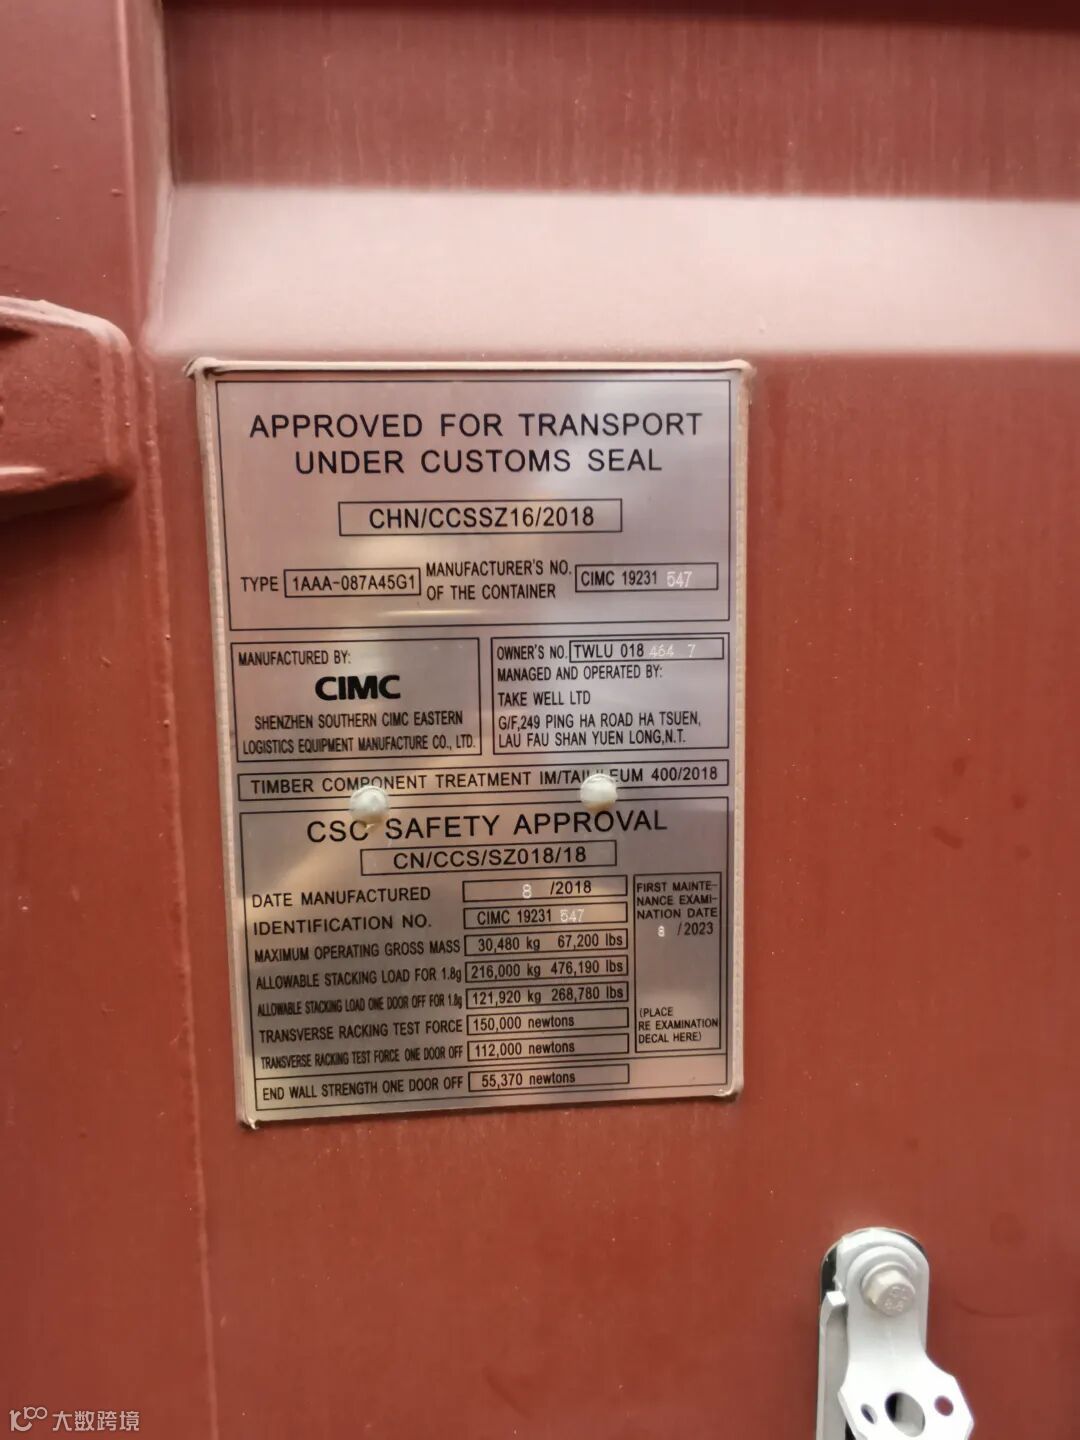 APPROVED FOR TRANSPORT
UNDER CUSTOMS SEAL
CHN/CCSSZ16/2018
TYPE 1AAA-087A45G1 MANUFACTURER'S NO. OF THE CONTAINER CIMC 19231 547
MANUFACTURED BY:
CIMC
SHENZHEN SOUTHERN CIMC EASTERN
LOGISTICS EQUIPMENT MANUFACTURE CO., LTD.
OWNER'S NO. TWLU 018 464 7
MANAGED AND OPERATED BY:
TAKE WELL LTD
G/F,249 PING HA ROAD HA TSUEN,
LAU FAU SHAN YUEN LONG,N.T.
TIMBER COMPONENT TREATMENT 400/2018
CSC SAFETY APPROVAL
CN/CCS/SZ018/18
DATE MANUFACTURED 8 /2018
IDENTIFICATION NO. CIMC 19231 547
MAXIMUM OPERATING GROSS MASS 30,480 kg 67,200 lbs
ALLOWABLE STACKING LOAD FOR 1.8g 216,000 kg 476,190 lbs
ALLOWABLE STACKING LOAD ONE DOOR OFF FOR 1.8g 121,920 kg 268,780 lbs
TRANSVERSE RACKING TEST FORCE 150,000 newtons
TRANSVERSE RACKING TEST FORCE ONE DOOR OFF 112,000 newtons
END WALL STRENGTH ONE DOOR OFF 55,370 newtons
FIRST MAINTE-
NANCE EXAMI-
NATION DATE
8 /2023
(PLACE
RE EXAMINATION
DECAL HERE)
8.8
大数跨境